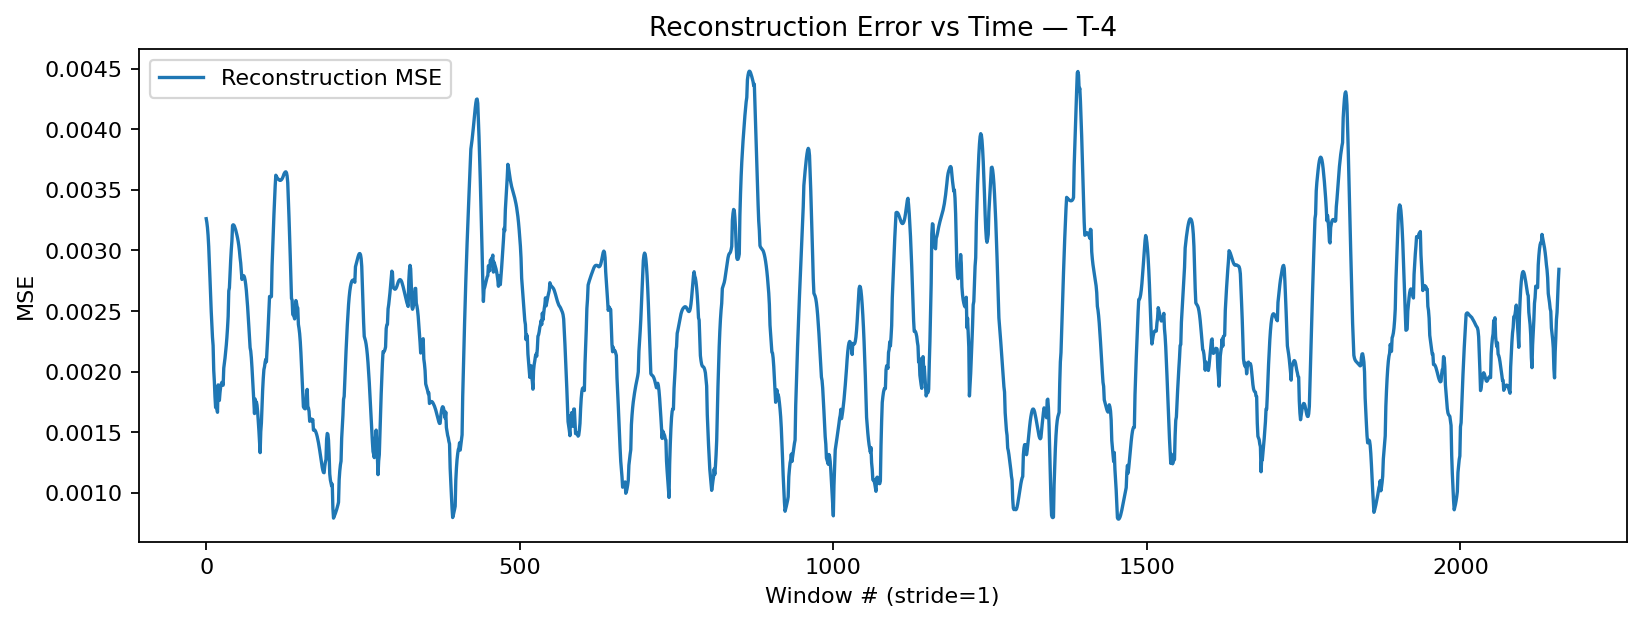 Reconstruction Error vs Time — T-4
Reconstruction MSE
MSE
0.0045
0.0040
0.0035
0.0030
0.0025
0.0020
0.0015
0.0010
0 500 1000 1500 2000
Window # (stride=1)